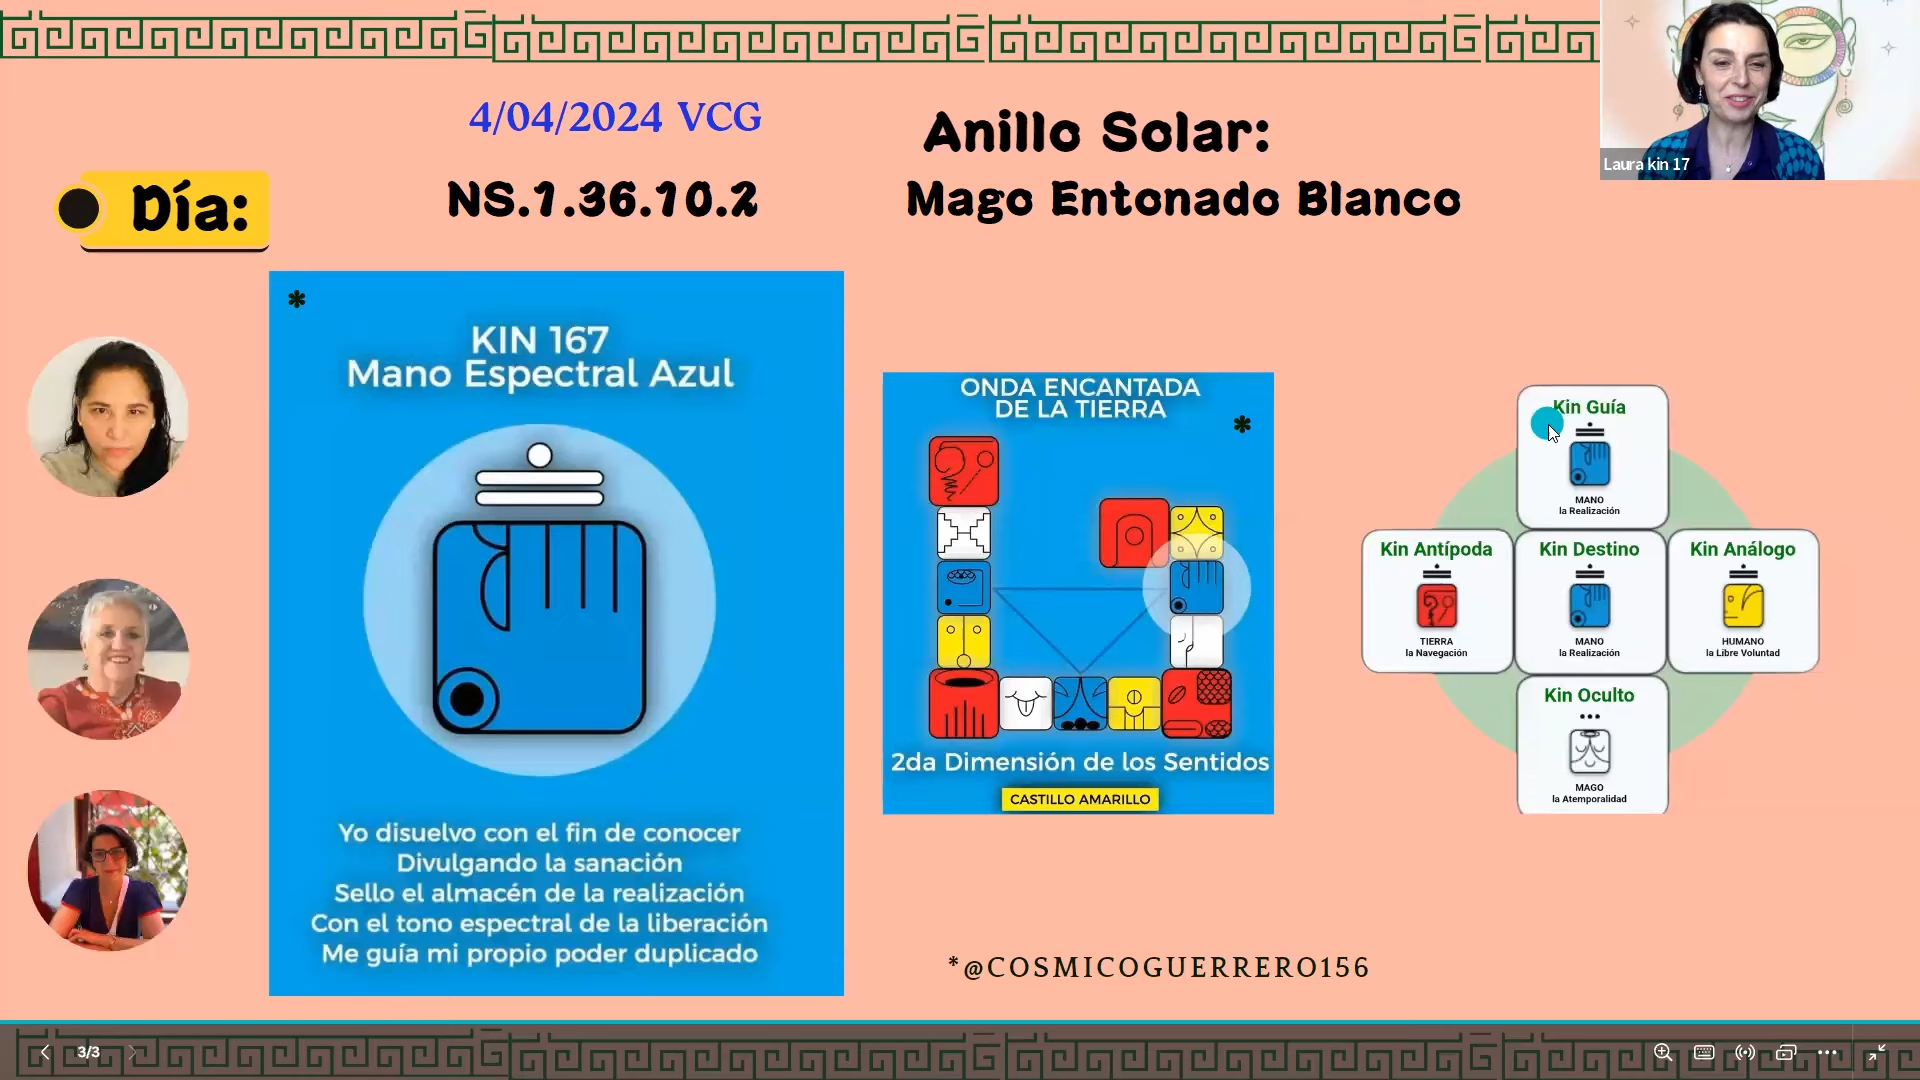 4/04/2024 VCG
Anillo Solar:
Laura kin 17
Día:
NS.1.36.10.2
Mago Entonado Blanco
*
KIN 167
Mano Espectral Azul
Yo disuelvo con el fin de conocer
Divulgando la sanación
Sello el almacén de la realización
Con el tono espectral de la liberación
Me guía mi propio poder duplicado
ONDA ENCANTADA
DE LA TIERRA
*
2da Dimensión de los Sentidos
CASTILLO AMARILLO
Kin Guía
MANO
la Realización
Kin Antípoda
TIERRA
la Navegación
Kin Destino
MANO
la Realización
Kin Análogo
HUMANO
la Libre Voluntad
Kin Oculto
MAGO
la Atemporalidad
*@COSMICOGUERRERO156
3/3